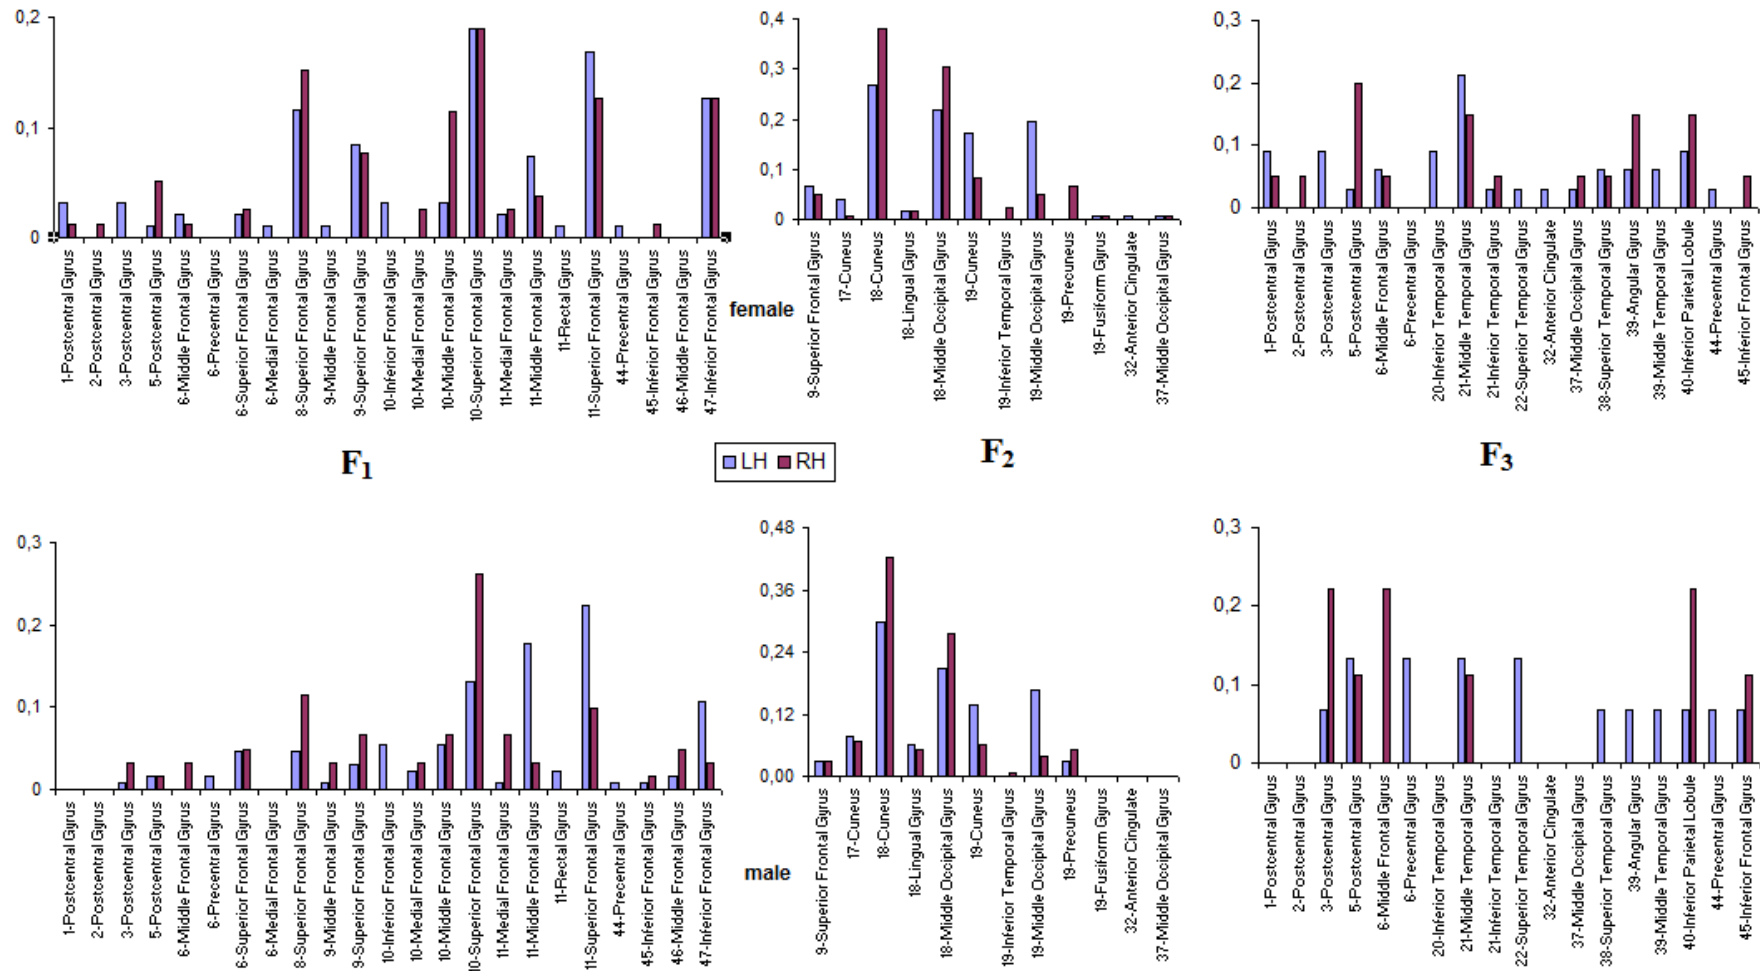 0,2
0,1
0
1-Postcentral Gyrus
2-Postcentral Gyrus
3-Postcentral Gyrus
5-Postcentral Gyrus
6-Middle Frontal Gyrus
6-Precentral Gyrus
6-Superior Frontal Gyrus
6-Medial Frontal Gyrus
8-Superior Frontal Gyrus
9-Middle Frontal Gyrus
9-Superior Frontal Gyrus
10-Inferior Frontal Gyrus
10-Medial Frontal Gyrus
10-Middle Frontal Gyrus
10-Superior Frontal Gyrus
11-Medial Frontal Gyrus
11-Middle Frontal Gyrus
11-Rectal Gyrus
11-Superior Frontal Gyrus
44-Precentral Gyrus
45-Inferior Frontal Gyrus
46-Middle Frontal Gyrus
47-Inferior Frontal Gyrus
F1
female
0,4
0,3
0,2
0,1
0
9-Superior Frontal Gyrus
17-Cuneus
18-Cuneus
18-Lingual Gyrus
18-Middle Occipital Gyrus
19-Cuneus
19-Inferior Temporal Gyrus
19-Middle Occipital Gyrus
19-Precuneus
19-Fusiform Gyrus
32-Anterior Cingulate
37-Middle Occipital Gyrus
F2
0,3
0,2
0,1
0
1-Postcentral Gyrus
2-Postcentral Gyrus
3-Postcentral Gyrus
5-Postcentral Gyrus
6-Middle Frontal Gyrus
6-Precentral Gyrus
20-Inferior Temporal Gyrus
21-Middle Temporal Gyrus
21-Inferior Temporal Gyrus
22-Superior Temporal Gyrus
32-Anterior Cingulate
37-Middle Occipital Gyrus
38-Superior Temporal Gyrus
39-Angular Gyrus
39-Middle Temporal Gyrus
40-Inferior Parietal Lobule
44-Precentral Gyrus
45-Inferior Frontal Gyrus
F3
LH RH
0,3
0,2
0,1
0
1-Postcentral Gyrus
2-Postcentral Gyrus
3-Postcentral Gyrus
5-Postcentral Gyrus
6-Middle Frontal Gyrus
6-Precentral Gyrus
6-Superior Frontal Gyrus
6-Medial Frontal Gyrus
8-Superior Frontal Gyrus
9-Middle Frontal Gyrus
9-Superior Frontal Gyrus
10-Inferior Frontal Gyrus
10-Medial Frontal Gyrus
10-Middle Frontal Gyrus
10-Superior Frontal Gyrus
11-Medial Frontal Gyrus
11-Middle Frontal Gyrus
11-Rectal Gyrus
11-Superior Frontal Gyrus
44-Precentral Gyrus
45-Inferior Frontal Gyrus
46-Middle Frontal Gyrus
47-Inferior Frontal Gyrus
male
0,48
0,36
0,24
0,12
0,00
9-Superior Frontal Gyrus
17-Cuneus
18-Cuneus
18-Lingual Gyrus
18-Middle Occipital Gyrus
19-Cuneus
19-Inferior Temporal Gyrus
19-Middle Occipital Gyrus
19-Precuneus
19-Fusiform Gyrus
32-Anterior Cingulate
37-Middle Occipital Gyrus
0,3
0,2
0,1
0
1-Postcentral Gyrus
2-Postcentral Gyrus
3-Postcentral Gyrus
5-Postcentral Gyrus
6-Middle Frontal Gyrus
6-Precentral Gyrus
20-Inferior Temporal Gyrus
21-Middle Temporal Gyrus
21-Inferior Temporal Gyrus
22-Superior Temporal Gyrus
32-Anterior Cingulate
37-Middle Occipital Gyrus
38-Superior Temporal Gyrus
39-Angular Gyrus
39-Middle Temporal Gyrus
40-Inferior Parietal Lobule
44-Precentral Gyrus
45-Inferior Frontal Gyrus